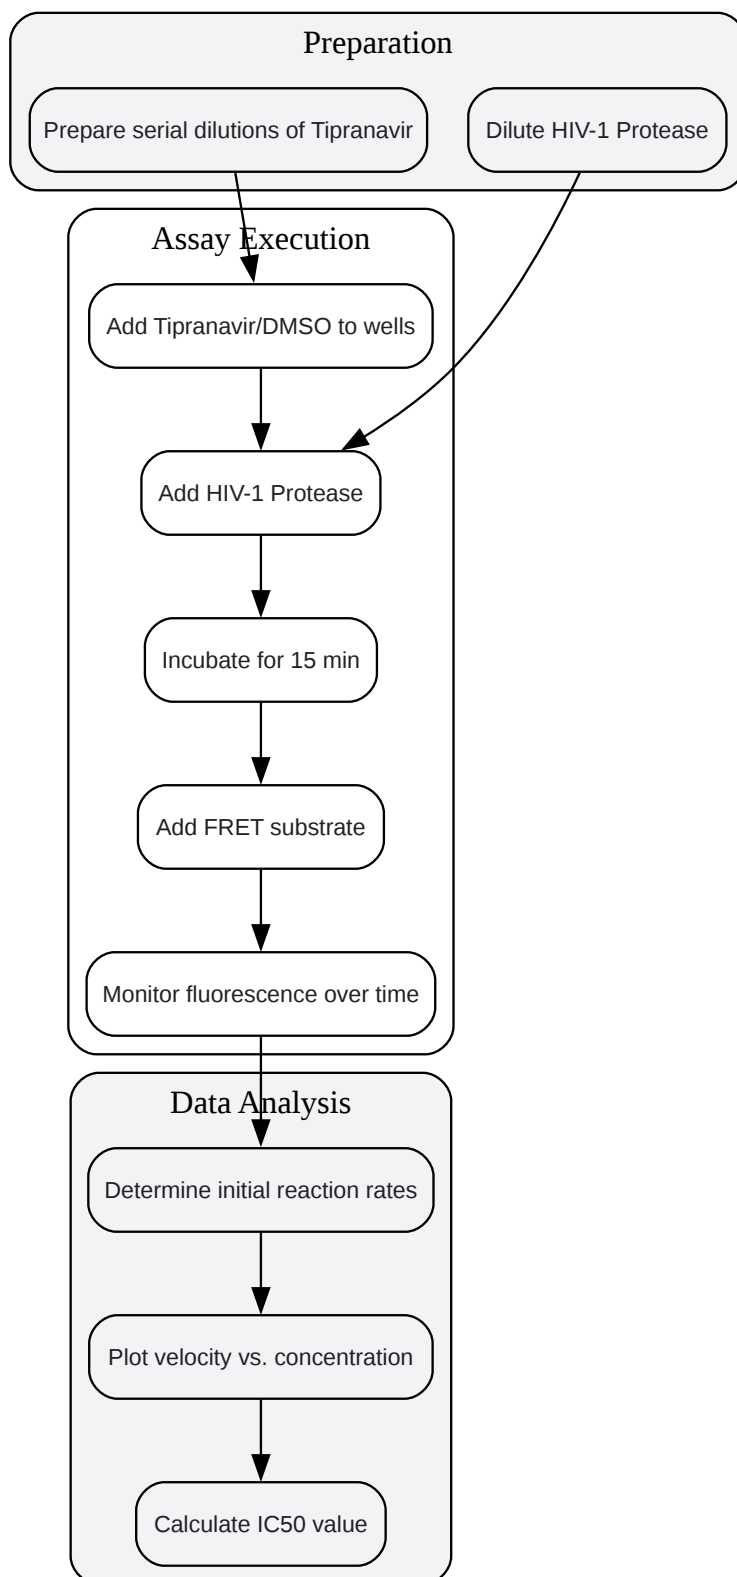 Preparation
Prepare serial dilutions of Tipranavir
Dilute HIV-1 Protease
Assay Execution
Add Tipranavir/DMSO to wells
Add HIV-1 Protease
Incubate for 15 min
Add FRET substrate
Monitor fluorescence over time
Data Analysis
Determine initial reaction rates
Plot velocity vs. concentration
Calculate IC50 value